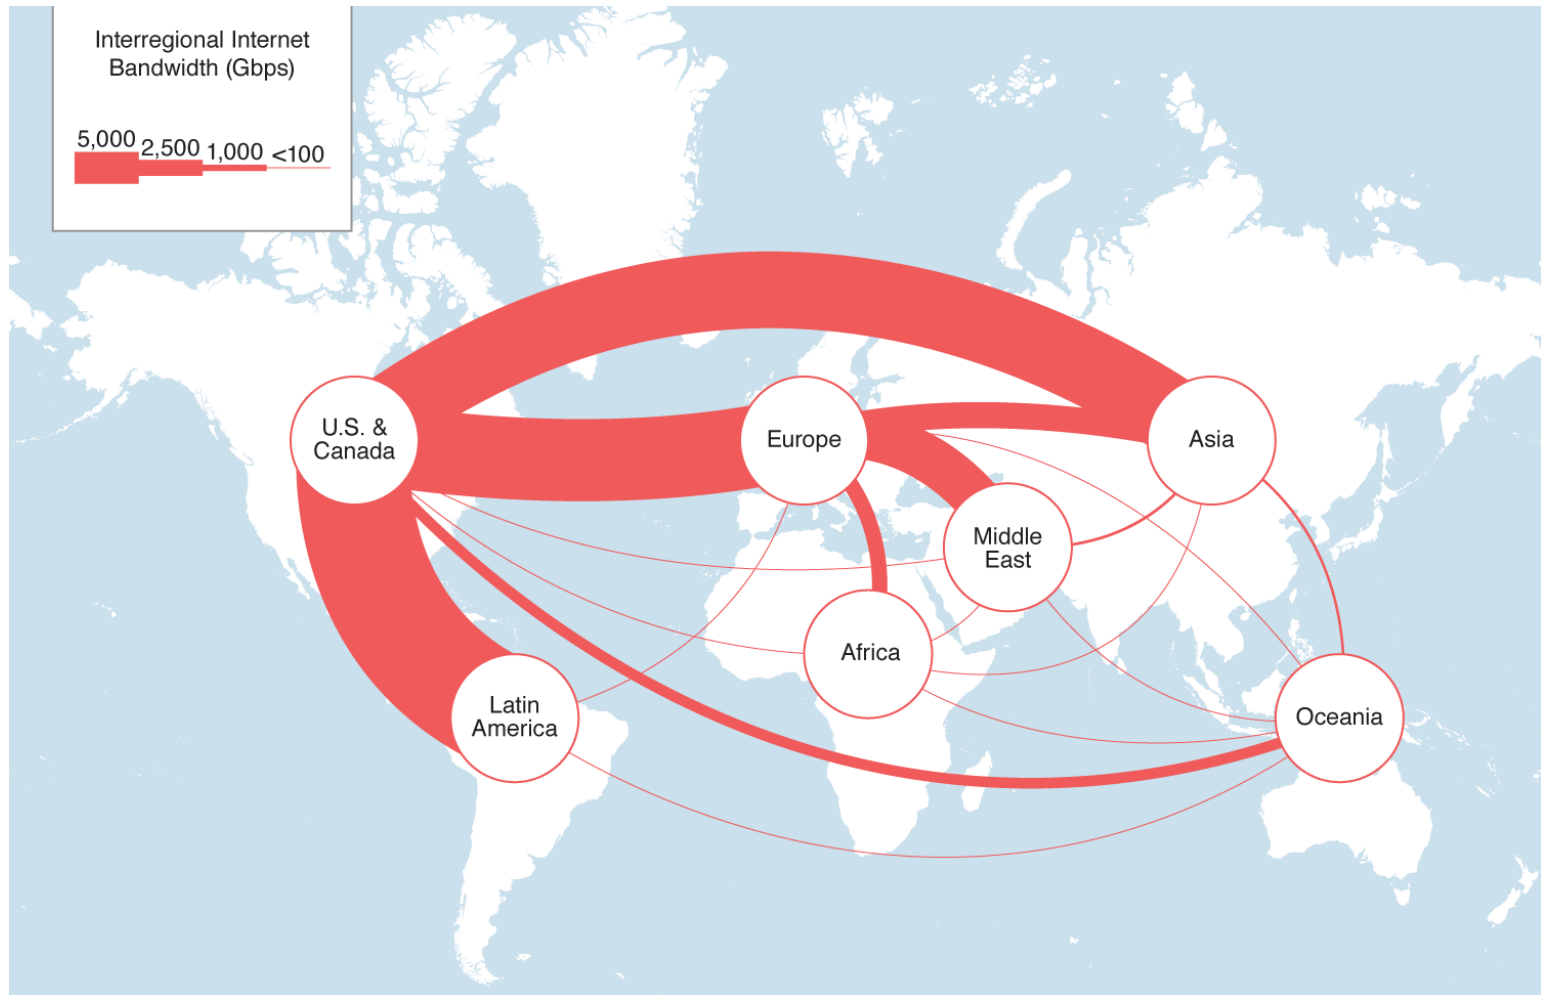 Interregional Internet
Bandwidth (Gbps)
5,000 2,500 1,000 <100
U.S. &
Canada
Europe
Asia
Middle
East
Africa
Latin
America
Oceania